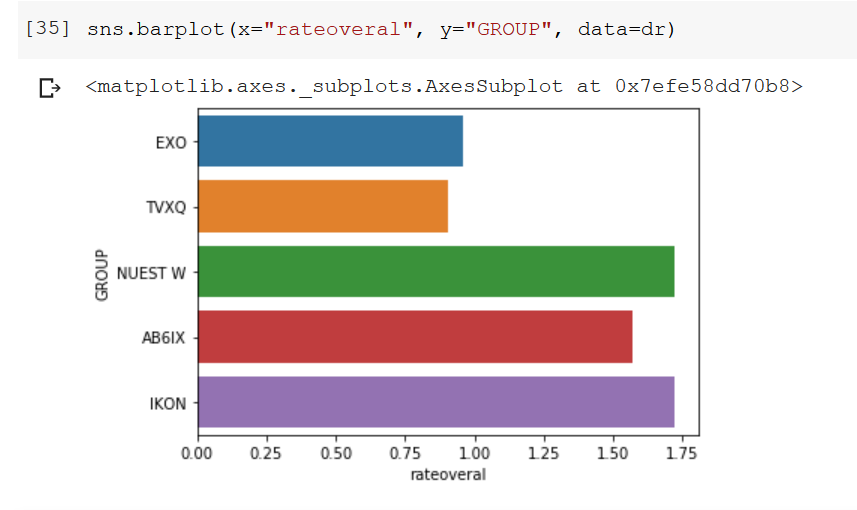 [35] sns.barplot(x="rateoveral", y="GROUP", data=dr)
<matplotlib.axes._subplots.AxesSubplot at 0x7efe58dd70b8>
EXO
TVXQ
NUEST W
AB6IX
IKON
GROUP
0.00 0.25 0.50 0.75 1.00 1.25 1.50 1.75
rateoveral